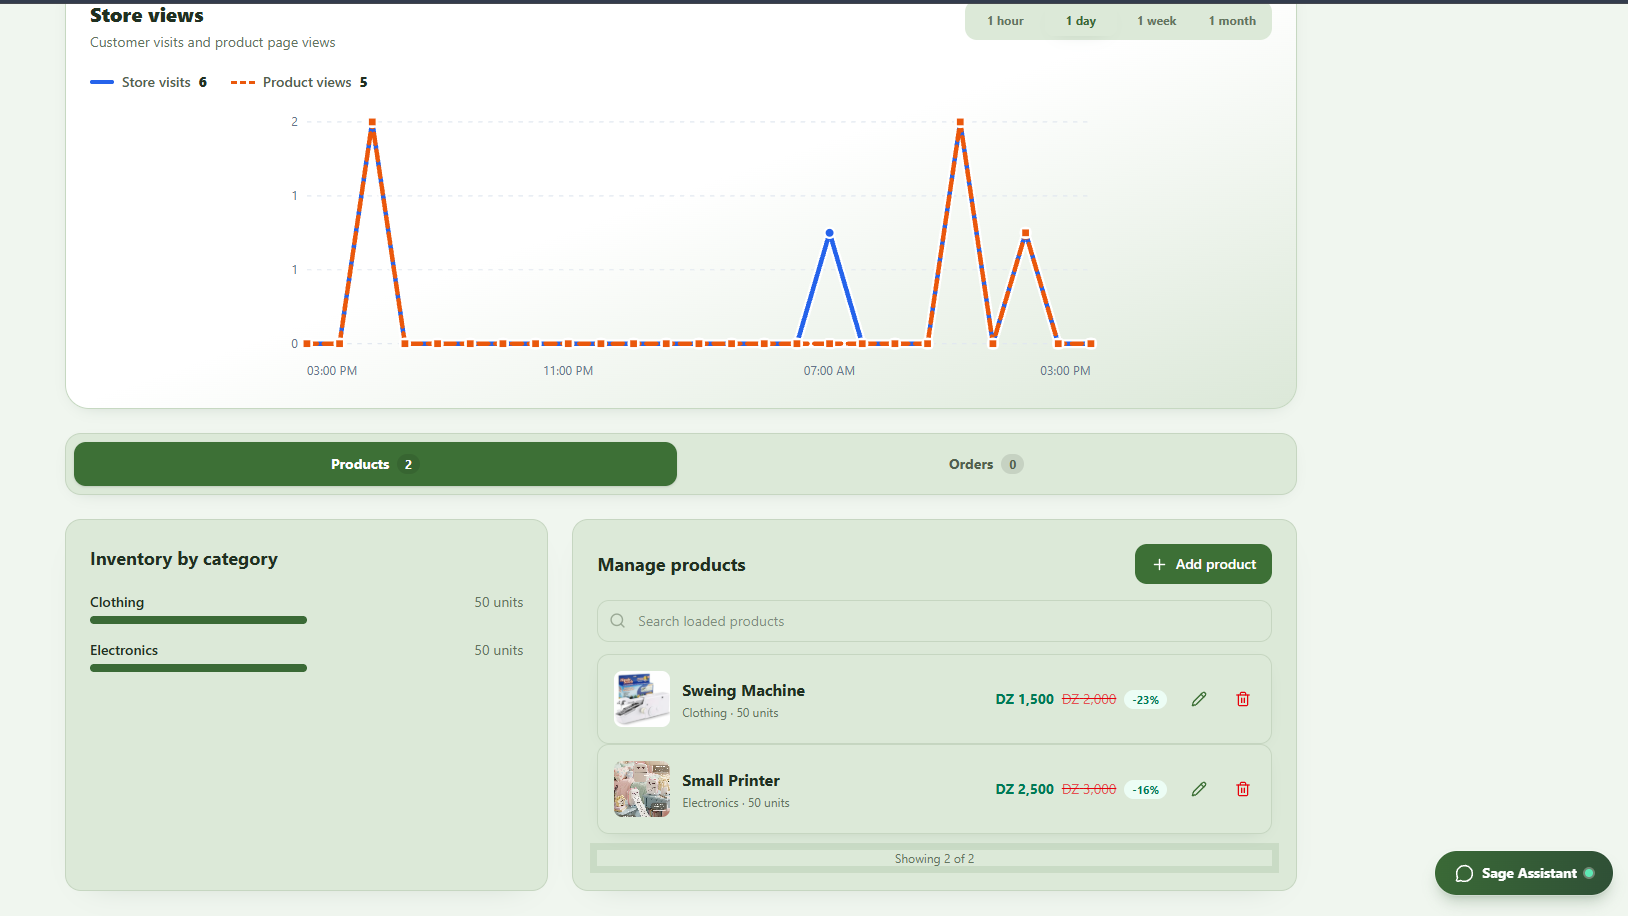 Store views
1 hour 1 day 1 week 1 month
Customer visits and product page views
Store visits 6 Product views 5
2
1
1
0
03:00 PM 11:00 PM 07:00 AM 03:00 PM
Products 2 Orders 0
Inventory by category
Clothing 50 units
Electronics 50 units
Manage products
Add product
Search loaded products
Sweing Machine
Clothing · 50 units
DZ 1,500 DZ 2,000 -23%
Small Printer
Electronics · 50 units
DZ 2,500 DZ 3,000 -16%
Showing 2 of 2
Sage Assistant